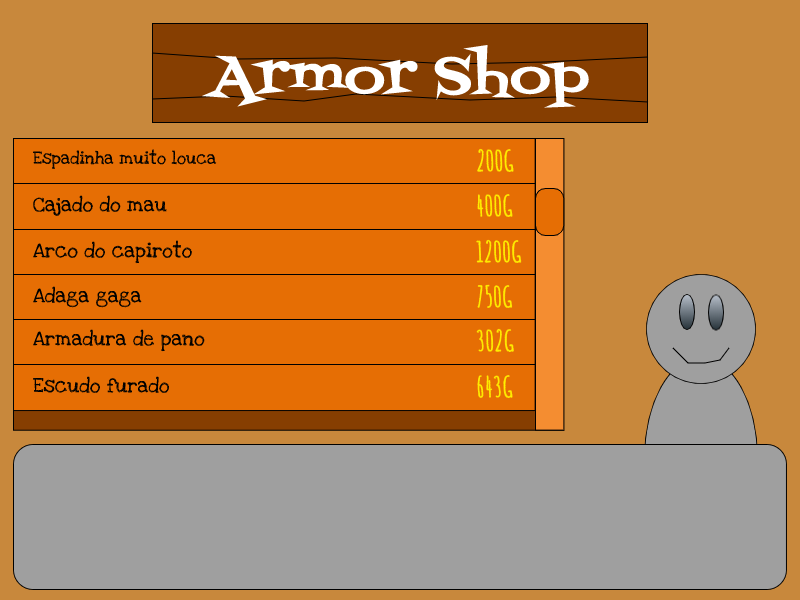 Armor Shop
Espadinha muito louca 200G
Cajado do mau 400G
Arco do capiroto 1200G
Adaga gaga 750G
Armadura de pano 302G
Escudo furado 643G